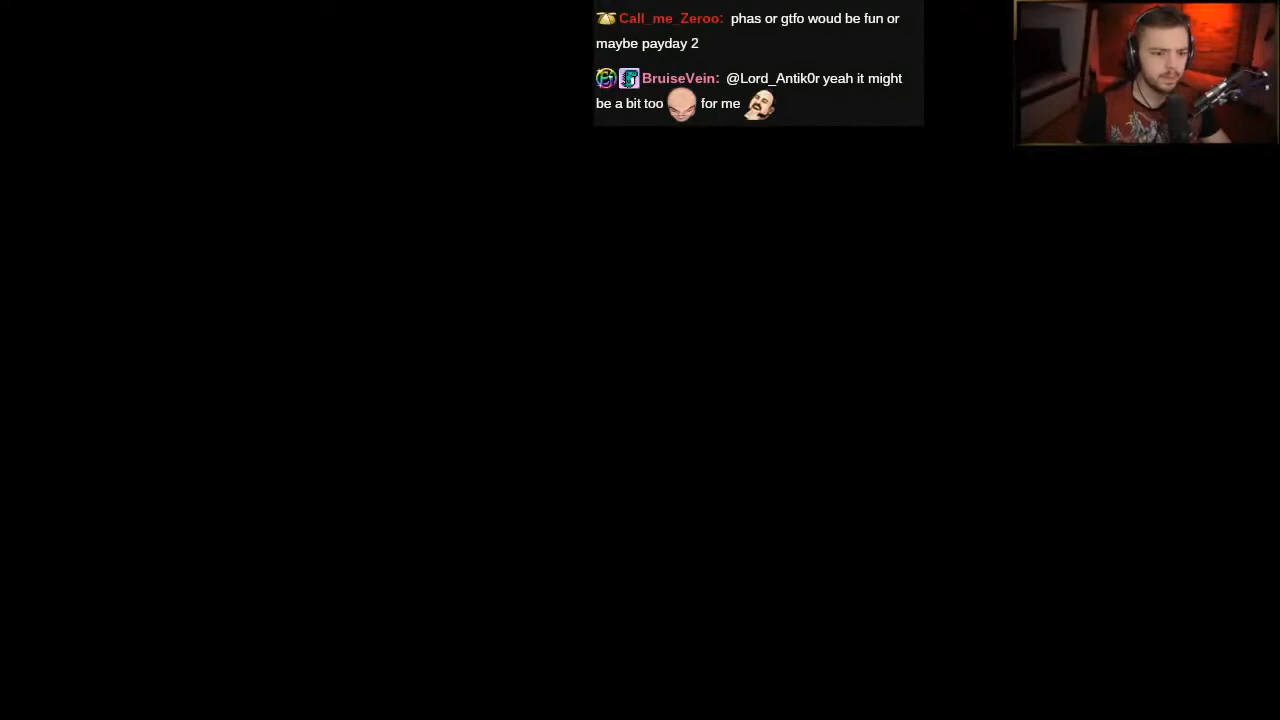 Call_me_Zeroo: phas or gtfo woud be fun or
maybe payday 2
BruiseVein: @Lord_Antik0r yeah it might
be a bit too for me